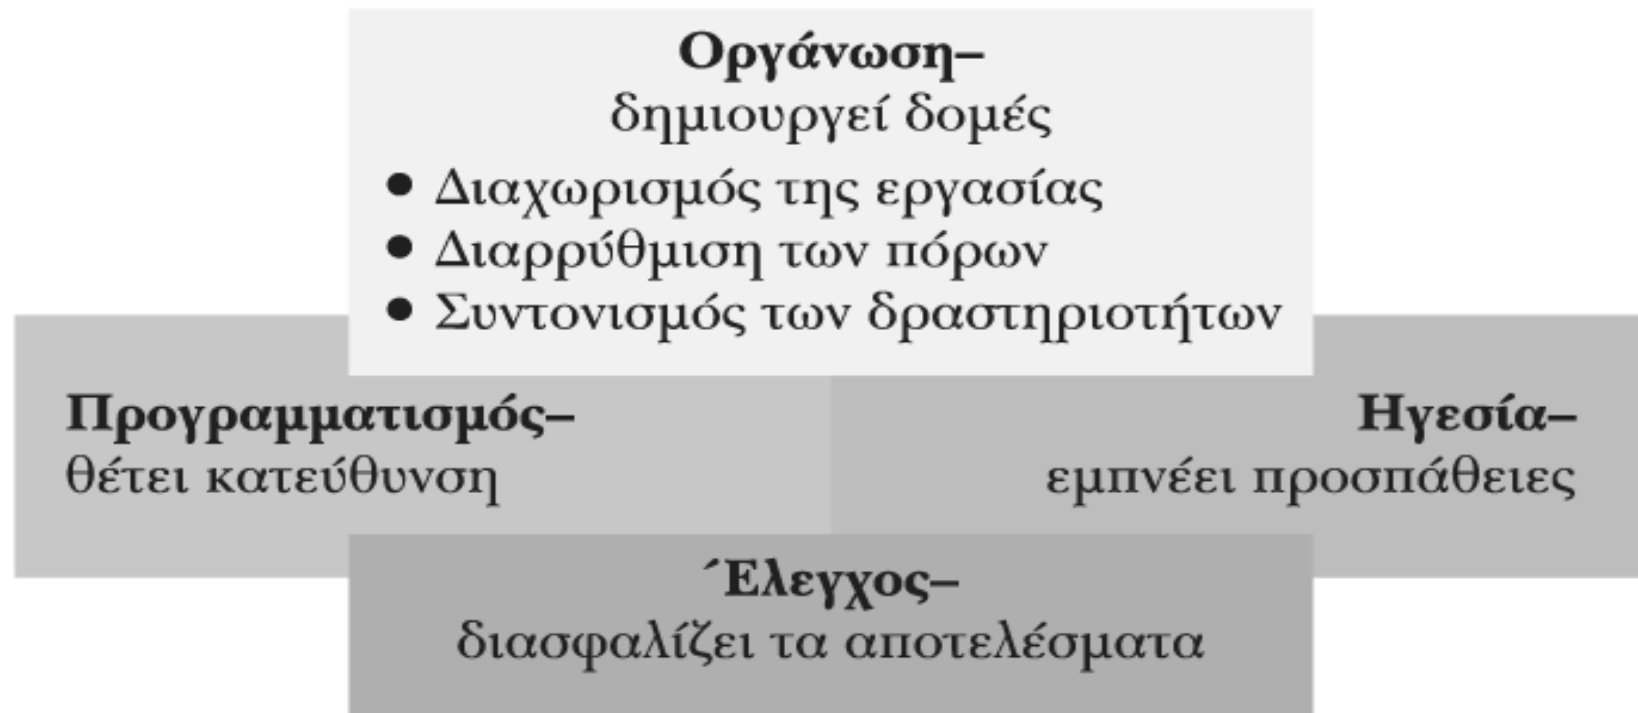 Οργάνωση–
δημιουργεί δομές
● Διαχωρισμός της εργασίας
● Διαρρύθμιση των πόρων
● Συντονισμός των δραστηριοτήτων
Προγραμματισμός–
θέτει κατεύθυνση
Ηγεσία–
εμπνέει προσπάθειες
΄Έλεγχος–
διασφαλίζει τα αποτελέσματα